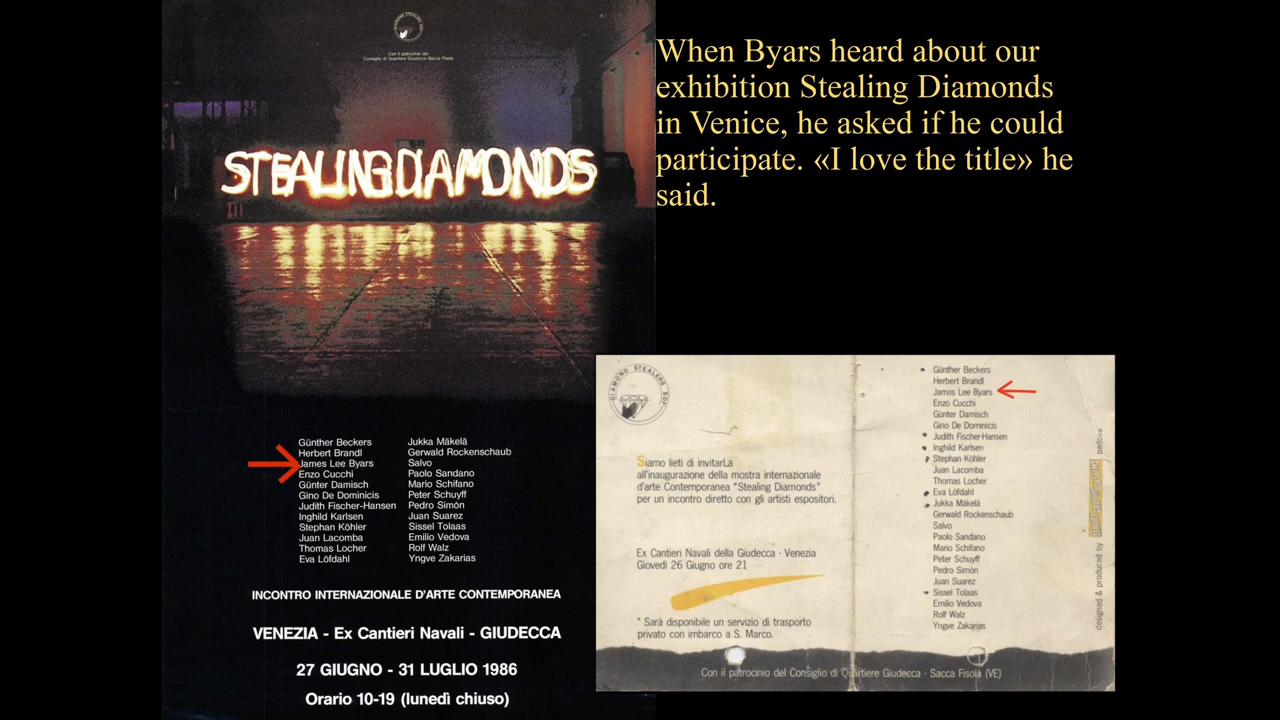 Con il patrocinio del
Consiglio di Quartiere Giudecca-Sacca Fisola
STEALING DIAMONDS
Günther Beckers
Herbert Brandl
James Lee Byars
Enzo Cucchi
Günter Damisch
Gino De Dominicis
Judith Fischer-Hansen
Inghild Karlsen
Stephan Köhler
Juan Lacomba
Thomas Locher
Eva Löfdahl
Jukka Mäkelä
Gerwald Rockenschaub
Salvo
Paolo Sandano
Mario Schifano
Peter Schuyff
Pedro Simón
Juan Suarez
Sissel Tolaas
Emilio Vedova
Rolf Walz
Yngve Zakarias
INCONTRO INTERNAZIONALE D'ARTE CONTEMPORANEA
VENEZIA - Ex Cantieri Navali - GIUDECCA
27 GIUGNO - 31 LUGLIO 1986
Orario 10-19 (lunedì chiuso)
When Byars heard about our
exhibition Stealing Diamonds
in Venice, he asked if he could
participate. «I love the title» he
said.
DIAMOND STEALERS
Siamo lieti di invitarLa
all'inaugurazione della mostra internazionale
d'arte Contemporanea "Stealing Diamonds"
per un incontro diretto con gli artisti espositori.
Ex Cantieri Navali della Giudecca - Venezia
Giovedì 26 Giugno ore 21
* Sarà disponibile un servizio di trasporto
privato con imbarco a S. Marco.
Günther Beckers
Herbert Brandl
James Lee Byars
Enzo Cucchi
Günter Damisch
Gino De Dominicis
Judith Fischer-Hansen
Inghild Karlsen
Stephan Köhler
Juan Lacomba
Thomas Locher
Eva Löfdahl
Jukka Mäkelä
Gerwald Rockenschaub
Salvo
Paolo Sandano
Mario Schifano
Peter Schuyff
Pedro Simón
Juan Suarez
Sissel Tolaas
Emilio Vedova
Rolf Walz
Yngve Zakarias
designed & produced by padova
Con il patrocinio del Consiglio di Quartiere Giudecca - Sacca Fisola (VE)